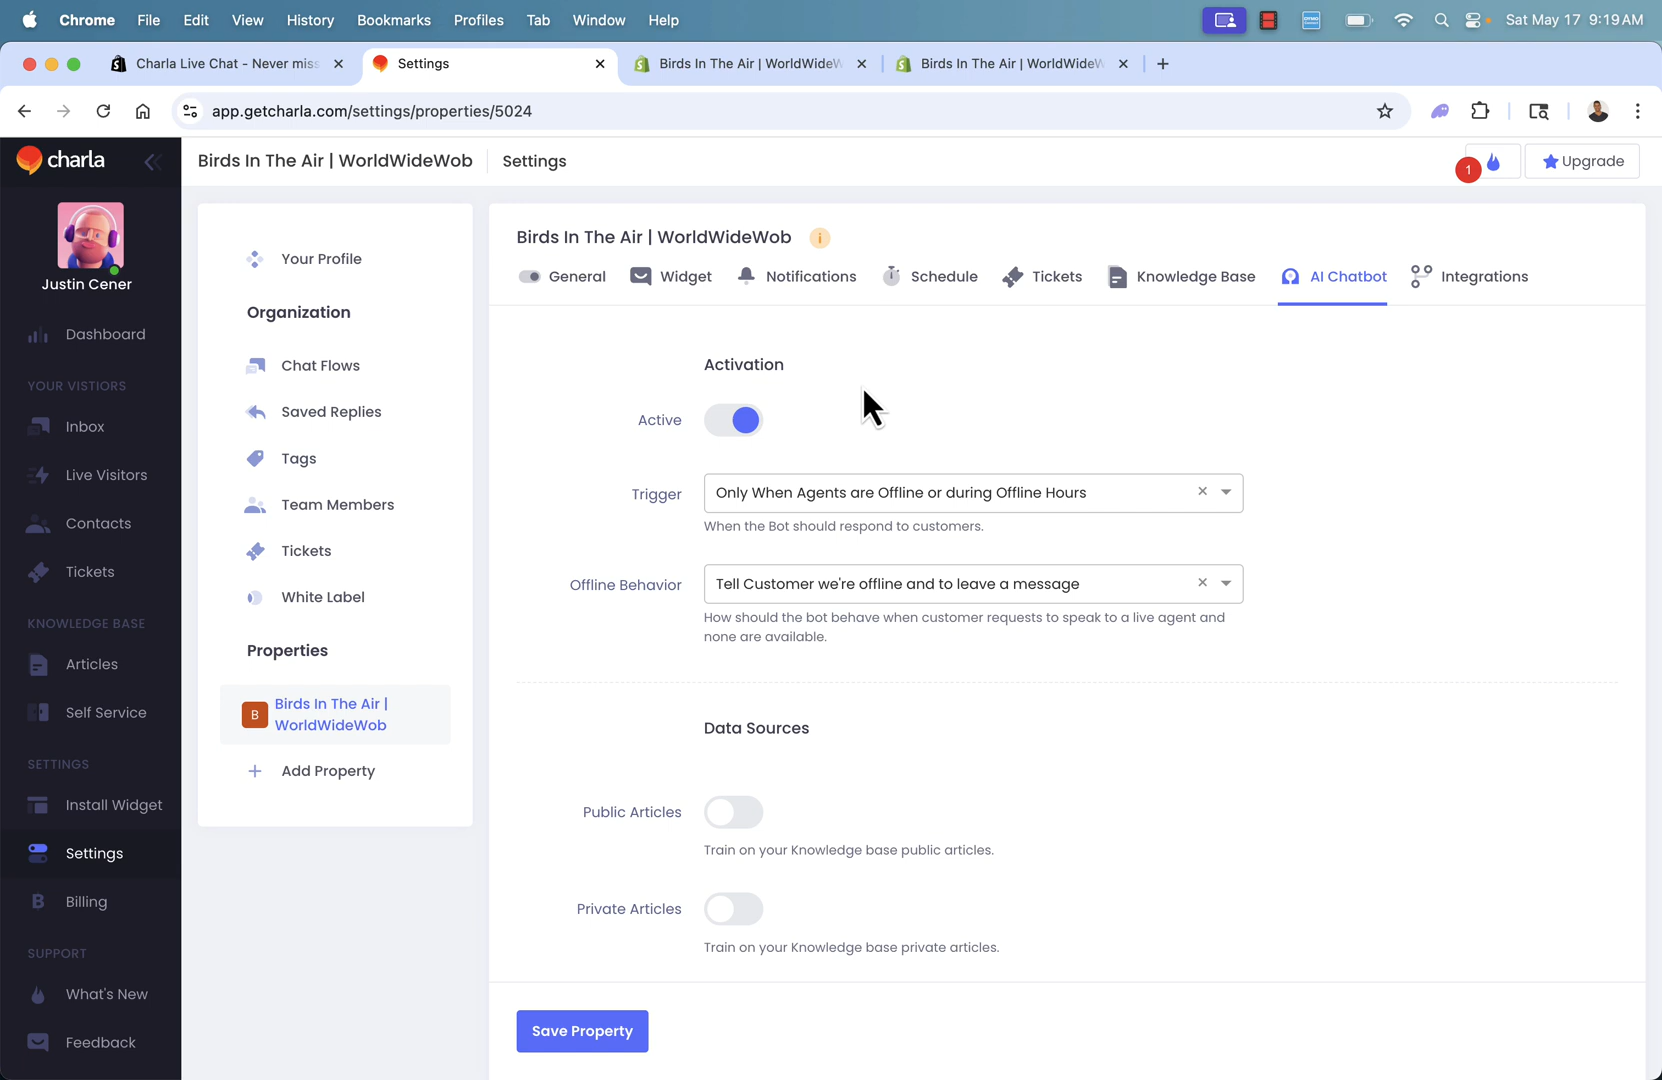 Chrome File Edit View History Bookmarks Profiles Tab Window Help
Sat May 17 9:19 AM
Charla Live Chat - Never miss
Settings
Birds In The Air | WorldWideW
Birds In The Air | WorldWideW
app.getcharla.com/settings/properties/5024
charla
Birds In The Air | WorldWideWob
Settings
1
Upgrade
Justin Cener
Dashboard
YOUR VISTIORS
Inbox
Live Visitors
Contacts
Tickets
KNOWLEDGE BASE
Articles
Self Service
SETTINGS
Install Widget
Settings
Billing
SUPPORT
What's New
Feedback
Your Profile
Organization
Chat Flows
Saved Replies
Tags
Team Members
Tickets
White Label
Properties
B
Birds In The Air |
WorldWideWob
Add Property
Birds In The Air | WorldWideWob
General
Widget
Notifications
Schedule
Tickets
Knowledge Base
AI Chatbot
Integrations
Activation
Active
Trigger
Only When Agents are Offline or during Offline Hours
When the Bot should respond to customers.
Offline Behavior
Tell Customer we're offline and to leave a message
How should the bot behave when customer requests to speak to a live agent and
none are available.
Data Sources
Public Articles
Train on your Knowledge base public articles.
Private Articles
Train on your Knowledge base private articles.
Save Property